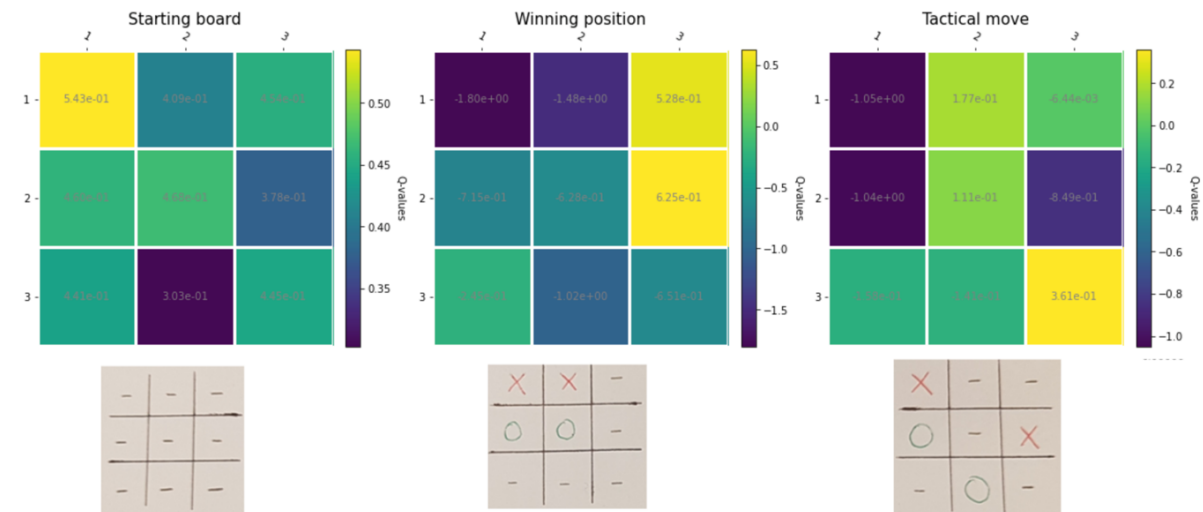 Starting board
Winning position
Tactical move
1 2 3
1 2 3
1 2 3
1 5.43e-01 4.09e-01
1 -1.80e+00 -1.48e+00 5.28e-01
1 -1.05e+00 1.77e-01 -6.44e-03
2 4.68e-01 3.78e-01
2 -7.15e-01 -6.28e-01 6.25e-01
2 -1.04e+00 1.11e-01 -8.49e-01
3 4.41e-01 3.03e-01
3 -1.02e+00 -6.51e-01
3 3.61e-01
0.50
0.45
0.40
0.35
Q-values
0.5
0.0
−0.5
−1.0
−1.5
Q-values
0.2
0.0
−0.2
−0.4
−0.6
−0.8
−1.0
Q-values
- - -
- - -
- - -
X X -
O O -
- - -
X - -
O - X
- O -